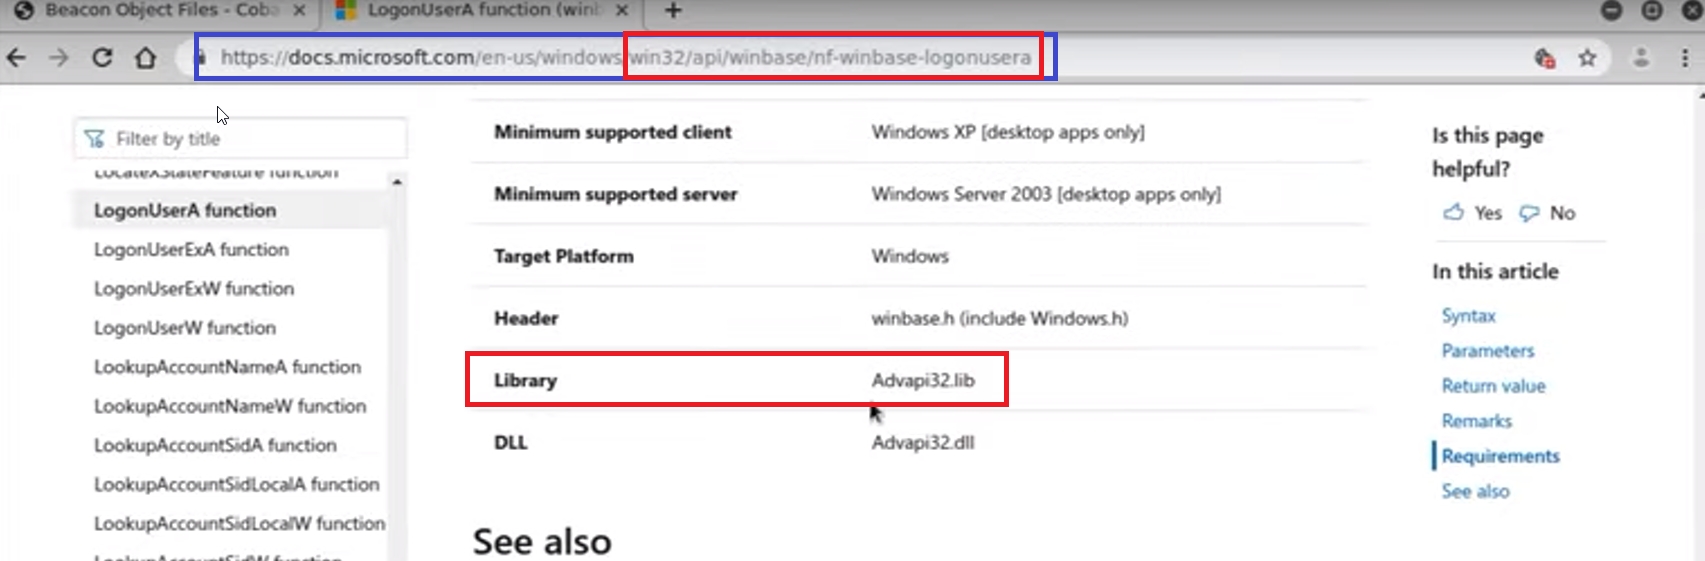 Beacon Object Files - Coba
LogonUserA function (winb
https://docs.microsoft.com/en-us/windows/win32/api/winbase/nf-winbase-logonusera
Filter by title
LocateXStateFeature function
LogonUserA function
LogonUserExA function
LogonUserExW function
LogonUserW function
LookupAccountNameA function
LookupAccountNameW function
LookupAccountSidA function
LookupAccountSidLocalA function
LookupAccountSidLocalW function
LookupAccountSidW function
Minimum supported client Windows XP [desktop apps only]
Minimum supported server Windows Server 2003 [desktop apps only]
Target Platform Windows
Header winbase.h (include Windows.h)
Library Advapi32.lib
DLL Advapi32.dll
See also
Is this page
helpful?
Yes No
In this article
Syntax
Parameters
Return value
Remarks
Requirements
See also